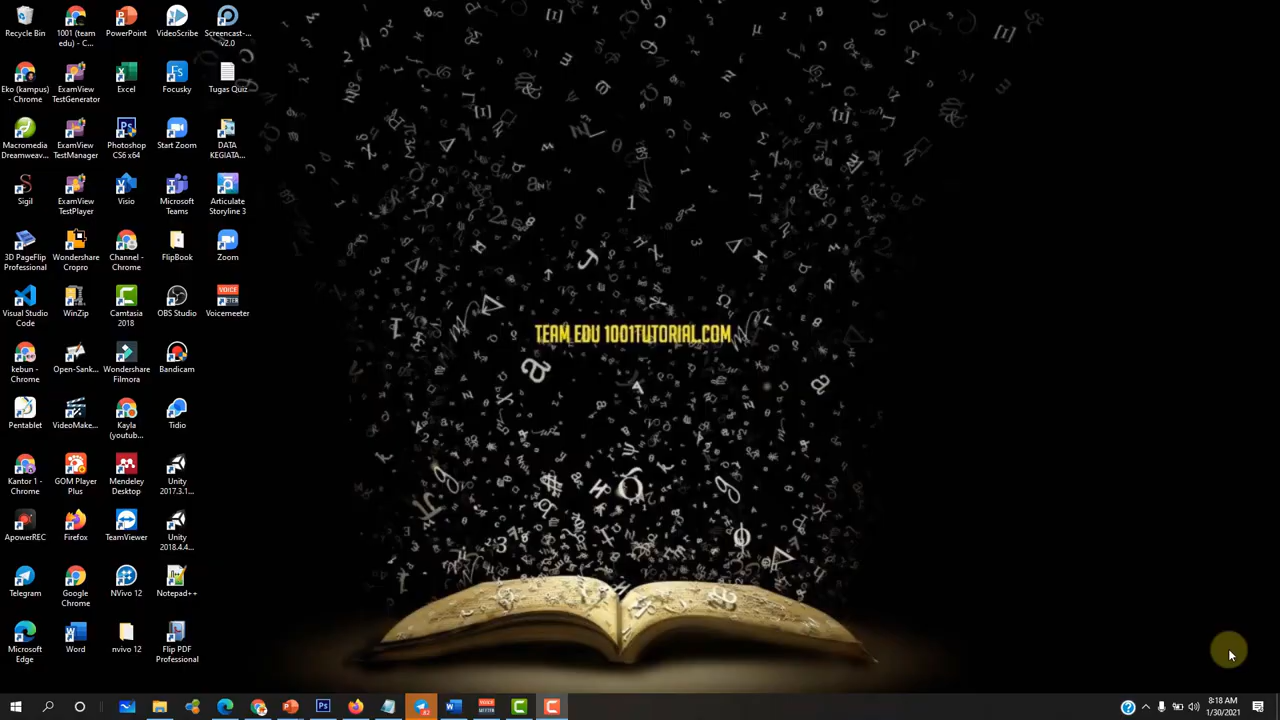 Recycle Bin
1001 (team
edu) - C...
PowerPoint
VideoScribe
Screencast-...
v2.0
Eko (kampus)
- Chrome
ExamView
TestGenerator
Excel
Focusky
Tugas Quiz
Macromedia
Dreamweav...
ExamView
TestManager
Photoshop
CS6 x64
Start Zoom
DATA
KEGIATA...
Sigil
ExamView
TestPlayer
Visio
Microsoft
Teams
Articulate
Storyline 3
3D PageFlip
Professional
Wondershare
Cropro
Channel -
Chrome
FlipBook
Zoom
Visual Studio
Code
WinZip
Camtasia
2018
OBS Studio
Voicemeeter
TEAM EDU 1001TUTORIAL.COM
kebun -
Chrome
Open-Sank...
Wondershare
Filmora
Bandicam
Pentablet
VideoMake...
Kayla
(youtub...
Tidio
Kantor 1 -
Chrome
GOM Player
Plus
Mendeley
Desktop
Unity
2017.3.1...
ApowerREC
Firefox
TeamViewer
Unity
2018.4.4...
Telegram
Google
Chrome
NVivo 12
Notepad++
Microsoft
Edge
Word
nvivo 12
Flip PDF
Professional
8:18 AM
1/30/2021